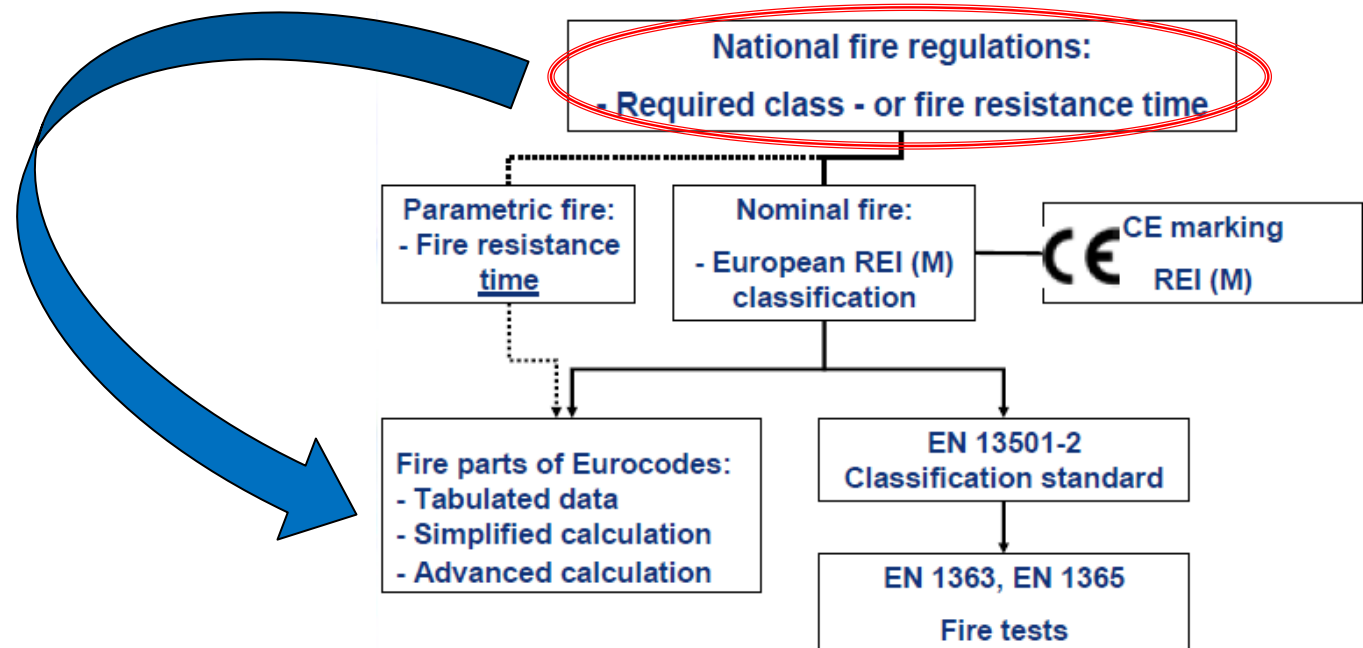 National fire regulations:
- Required class - or fire resistance time
Parametric fire:
- Fire resistance
time
Nominal fire:
- European REI (M)
classification
CE CE marking
REI (M)
Fire parts of Eurocodes:
- Tabulated data
- Simplified calculation
- Advanced calculation
EN 13501-2
Classification standard
EN 1363, EN 1365
Fire tests